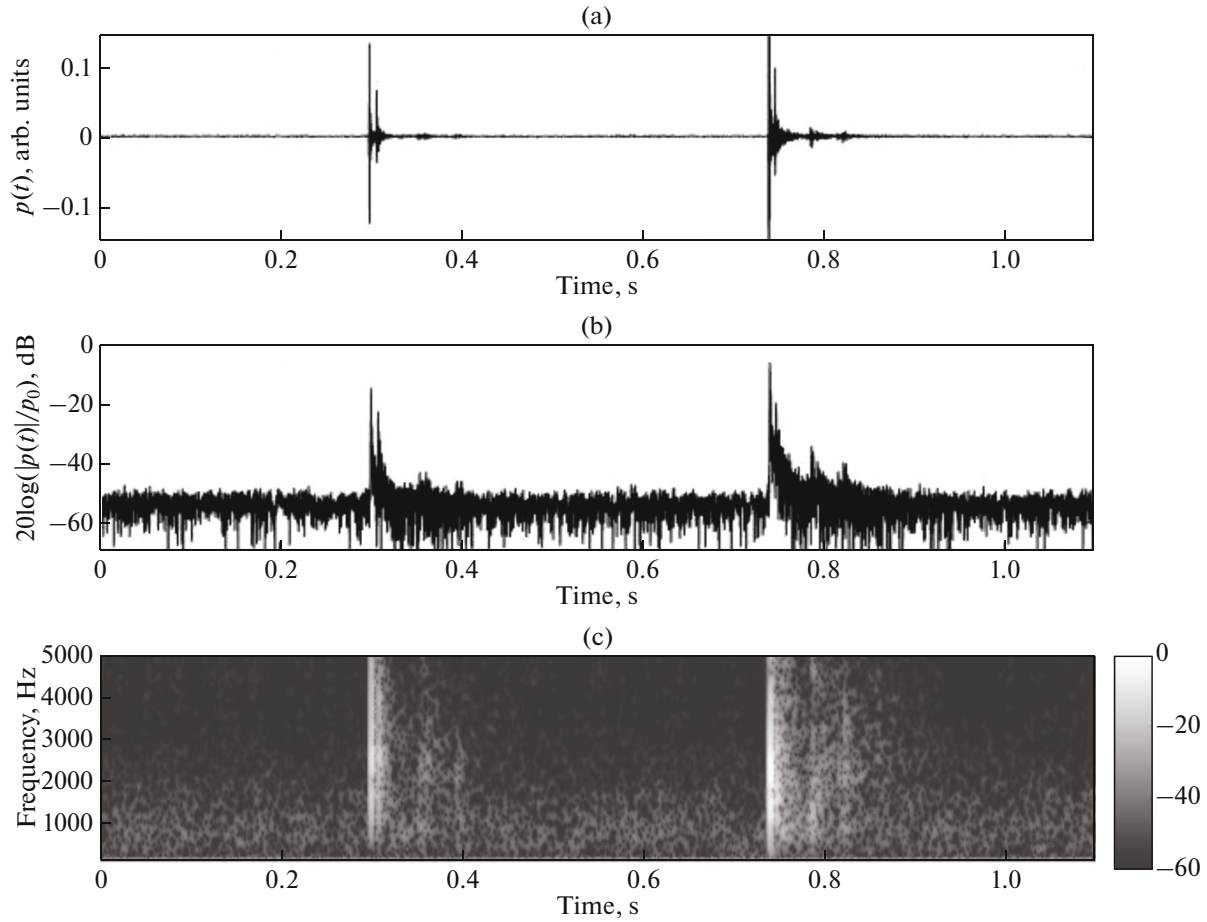 (a)
p(t), arb. units
0.1
0
−0.1
0 0.2 0.4 0.6 0.8 1.0
Time, s
(b)
20log(|p(t)|/p₀), dB
0
−20
−40
−60
0 0.2 0.4 0.6 0.8 1.0
Time, s
(c)
Frequency, Hz
5000
4000
3000
2000
1000
0 0.2 0.4 0.6 0.8 1.0
Time, s
0
−20
−40
−60